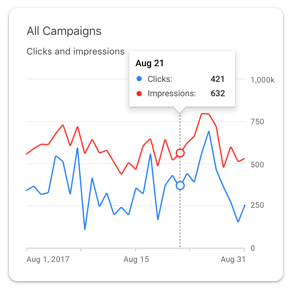 All Campaigns
Clicks and impressions
Aug 21
Clicks: 421
Impressions: 632
1,000k
750
500
250
0
Aug 1, 2017 Aug 15 Aug 31